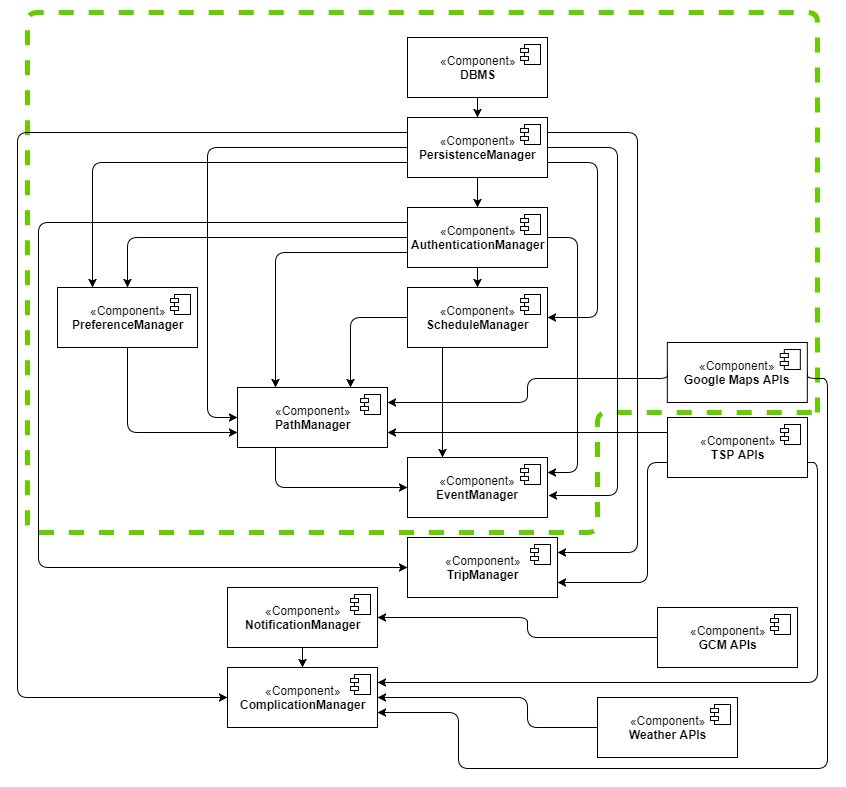 «Component»
DBMS
«Component»
PersistenceManager
«Component»
AuthenticationManager
«Component»
PreferenceManager
«Component»
ScheduleManager
«Component»
Google Maps APIs
«Component»
PathManager
«Component»
TSP APIs
«Component»
EventManager
«Component»
TripManager
«Component»
NotificationManager
«Component»
GCM APIs
«Component»
ComplicationManager
«Component»
Weather APIs